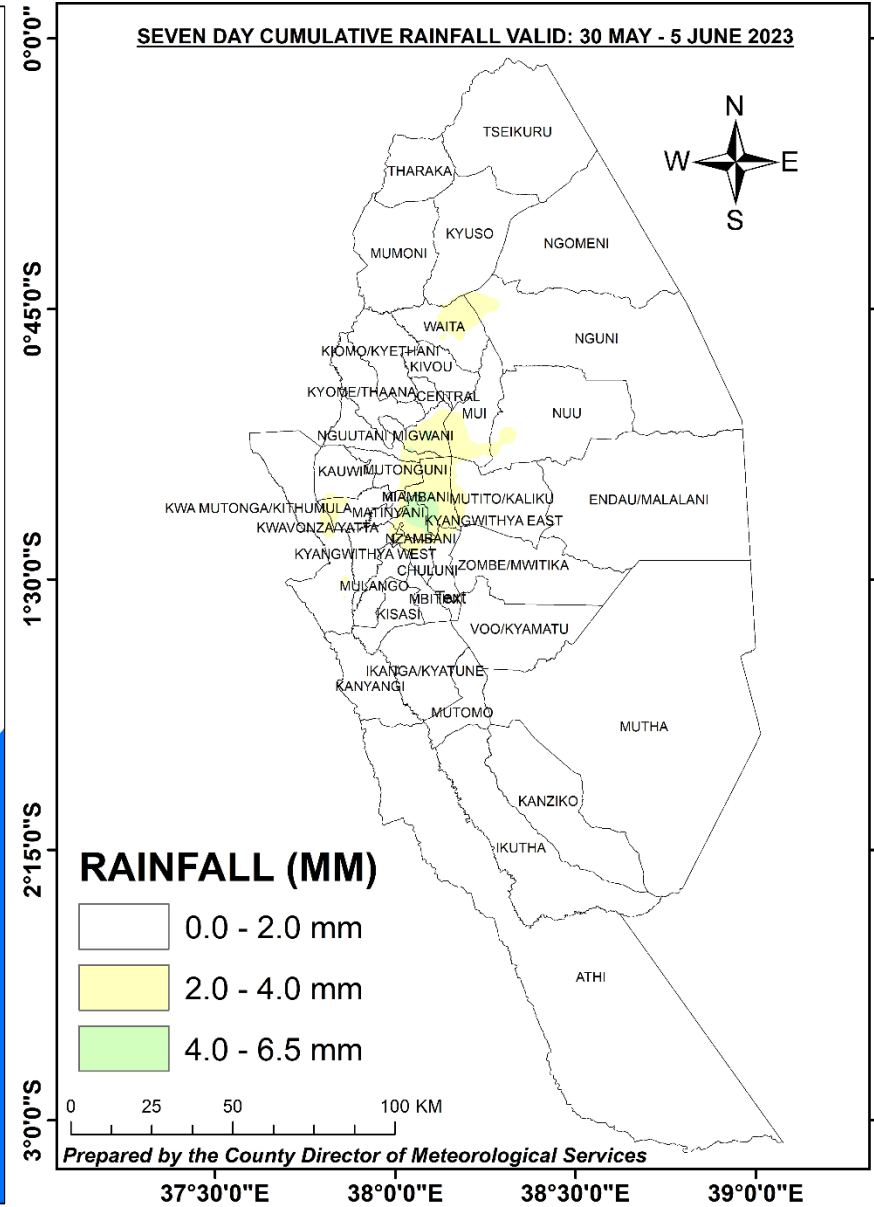 SEVEN DAY CUMULATIVE RAINFALL VALID: 30 MAY - 5 JUNE 2023
0°0'0"
0°45'0"S
1°30'0"S
2°15'0"S
3°0'0"S
N
W
E
S
TSEIKURU
THARAKA
KYUSO
NGOMENI
MUMONI
WAITA
NGUNI
KIOMO/KYETHANI
KIVOU
KYOME/THAANA
CENTRAL
MUI
NUU
NGUUTANI
MIGWANI
KAUWI
MUTONGUNI
MIAMBANI
MUTITO/KALIKU
ENDAU/MALALANI
KWA MUTONGA/KITHUMULA
MATINYANI
KYANGWITHYA EAST
KWAVONZA/YATTA
NZAMBANI
KYANGWITHYA WEST
CHULUNI
ZOMBE/MWITIKA
MULANGO
Text
KISASI
VOO/KYAMATU
IKANGA/KYATUNE
KANYANGI
MUTOMO
MUTHA
KANZIKO
IKUTHA
ATHI
RAINFALL (MM)
0.0 - 2.0 mm
2.0 - 4.0 mm
4.0 - 6.5 mm
0 25 50 100 KM
Prepared by the County Director of Meteorological Services
37°30'0"E 38°0'0"E 38°30'0"E 39°0'0"E